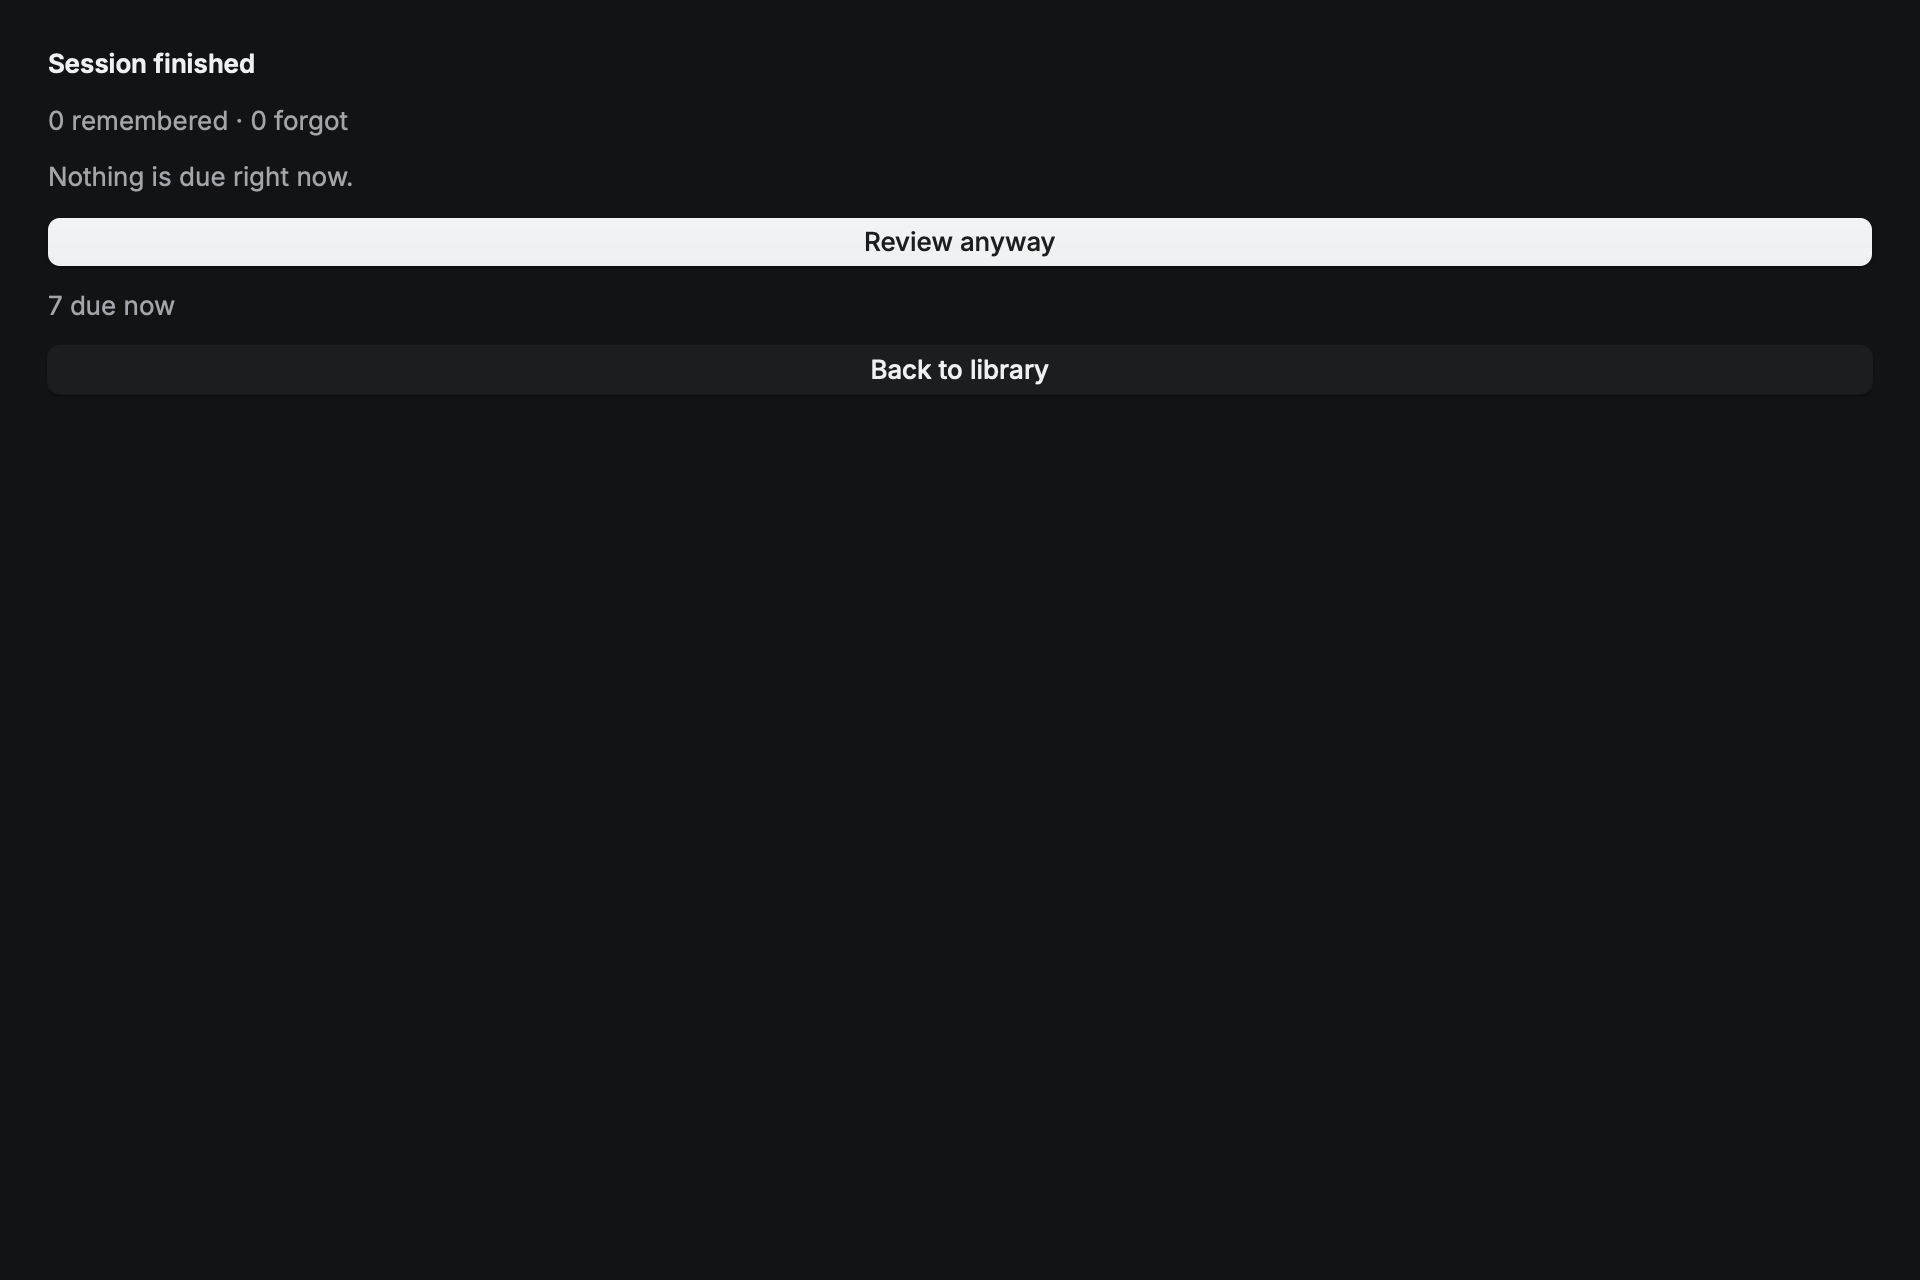 Session finished
0 remembered · 0 forgot
Nothing is due right now.
Review anyway
7 due now
Back to library